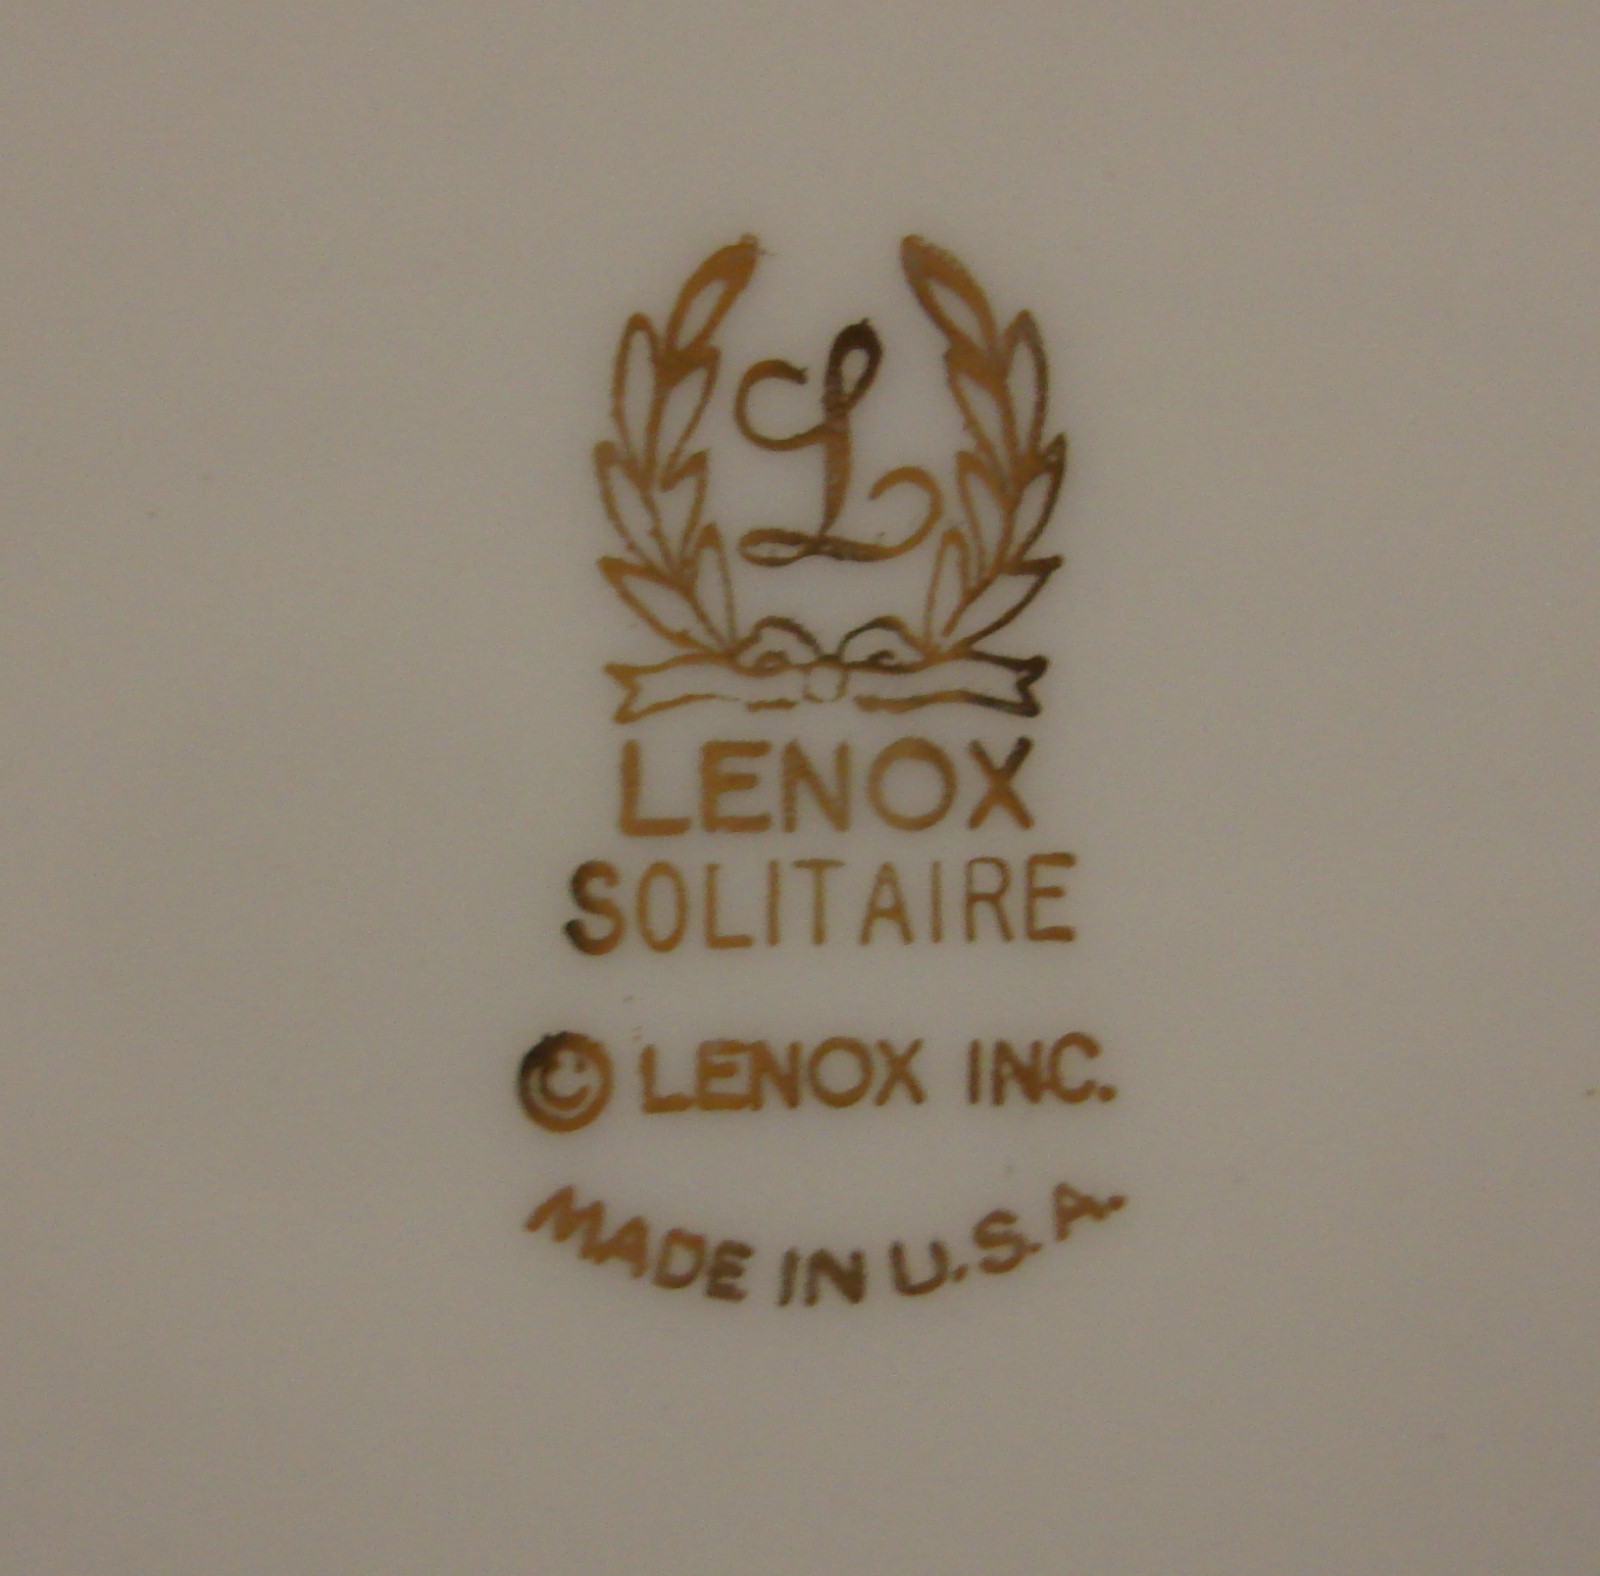 L
LENOX
SOLITAIRE
© LENOX INC.
MADE IN U.S.A.